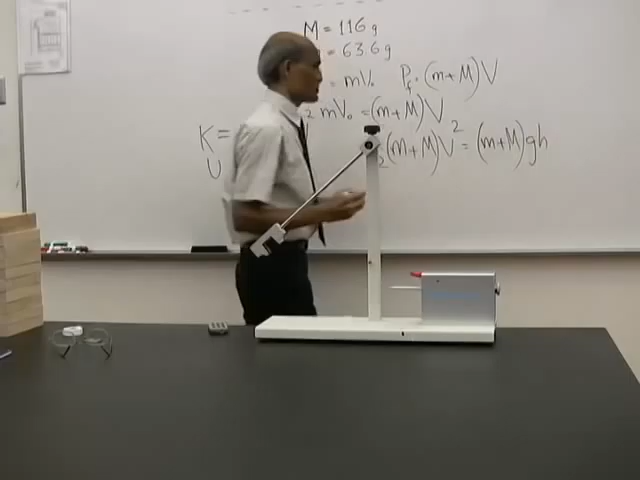 M = 116 g
= 63.6 g
= mV₀ P_f = (m+M)V
mV₀ = (m+M)V
K =
(m+M)V² = (m+M)gh
U